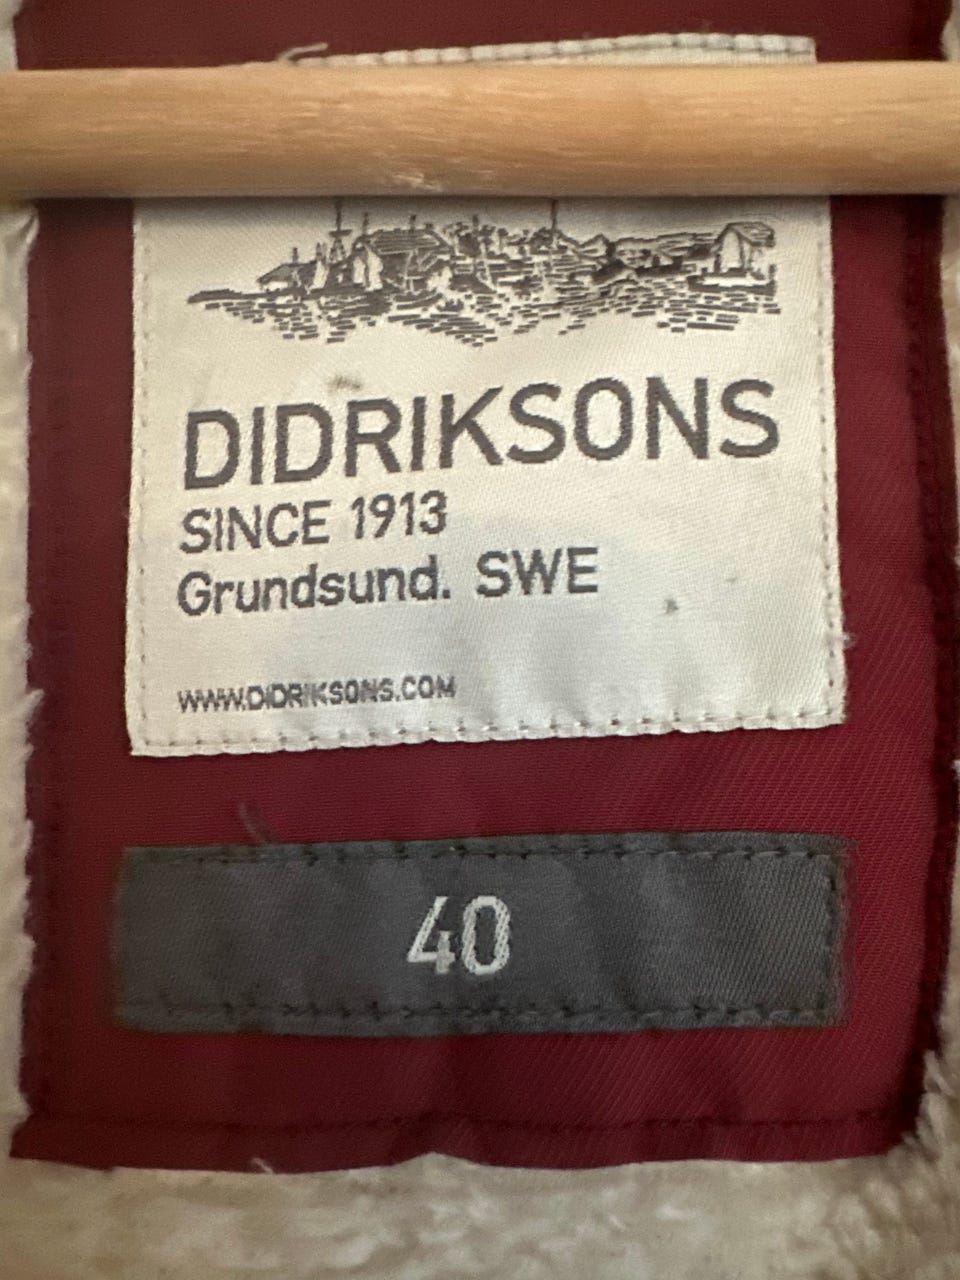 DIDRIKSONS
SINCE 1913
Grundsund. SWE
WWW.DIDRIKSONS.COM
40